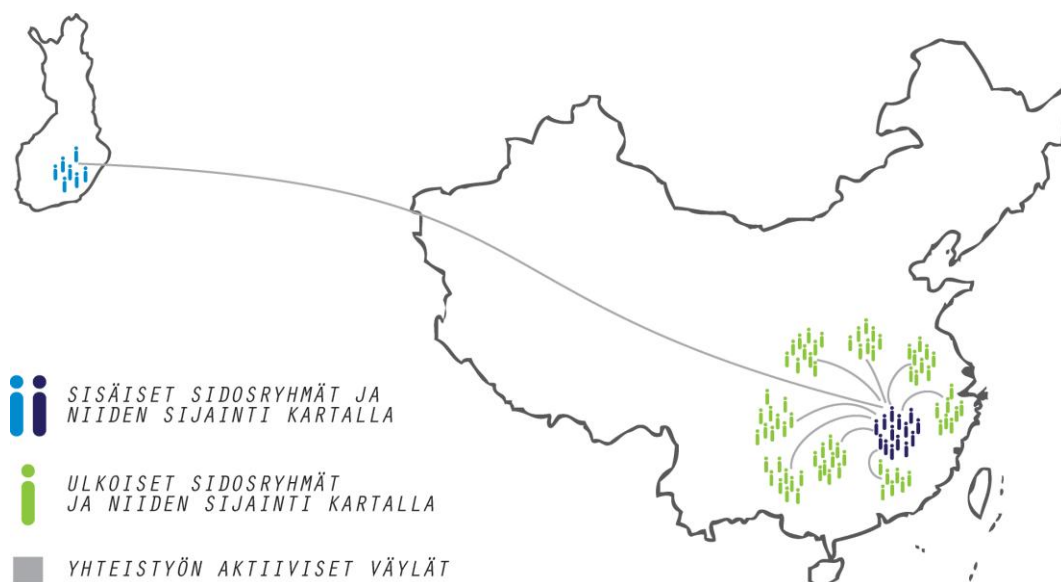 SISÄISET SIDOSRYHMÄT JA
NIIDEN SIJAINTI KARTALLA
ULKOISET SIDOSRYHMÄT
JA NIIDEN SIJAINTI KARTALLA
YHTEISTYÖN AKTIIVISET VÄYLÄT